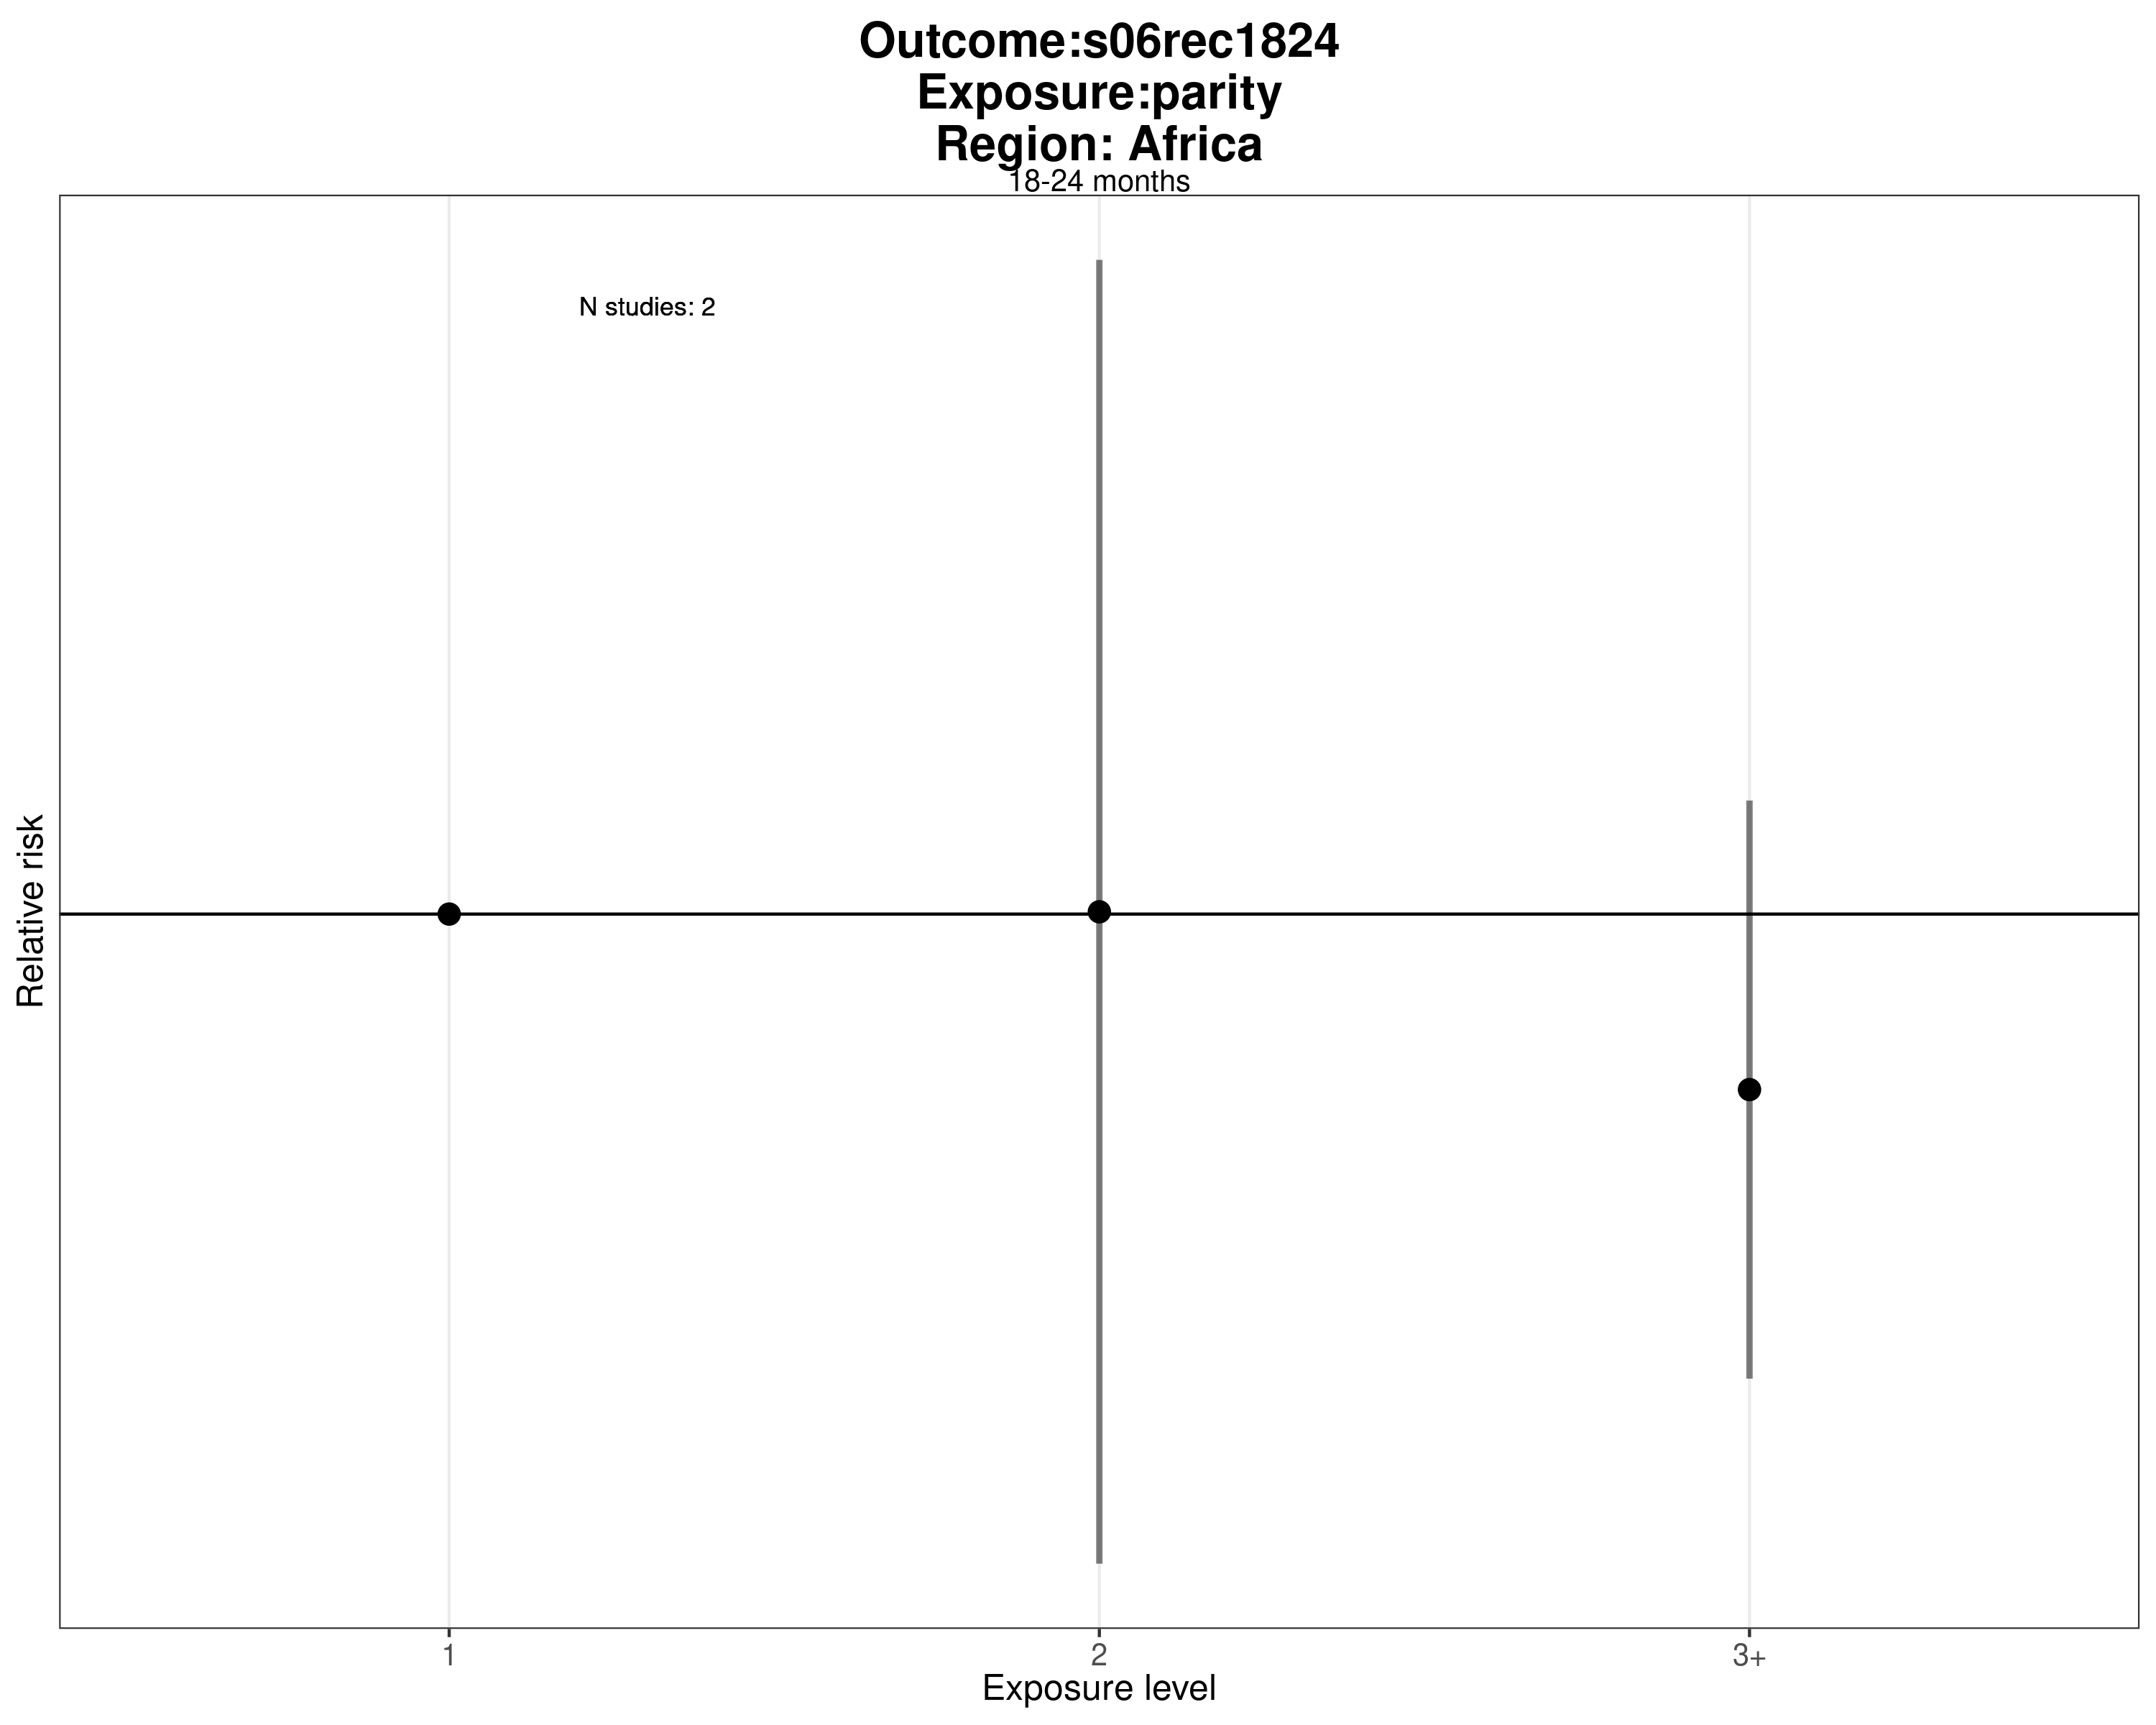 Outcome:s06rec1824
Exposure:parity
Region: Africa
18-24 months
N studies: 2
Relative risk
1
2
3+
Exposure level